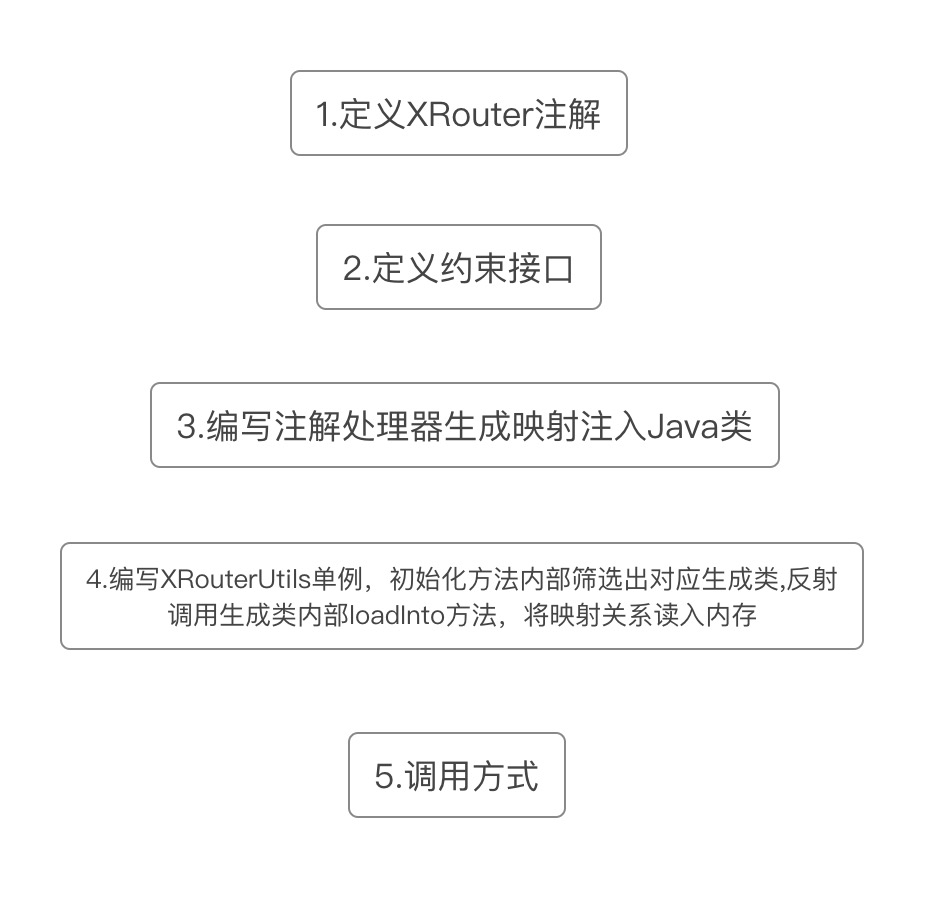 1.定义XRouter注解
2.定义约束接口
3.编写注解处理器生成映射注入Java类
4.编写XRouterUtils单例，初始化方法内部筛选出对应生成类,反射
调用生成类内部loadInto方法，将映射关系读入内存
5.调用方式